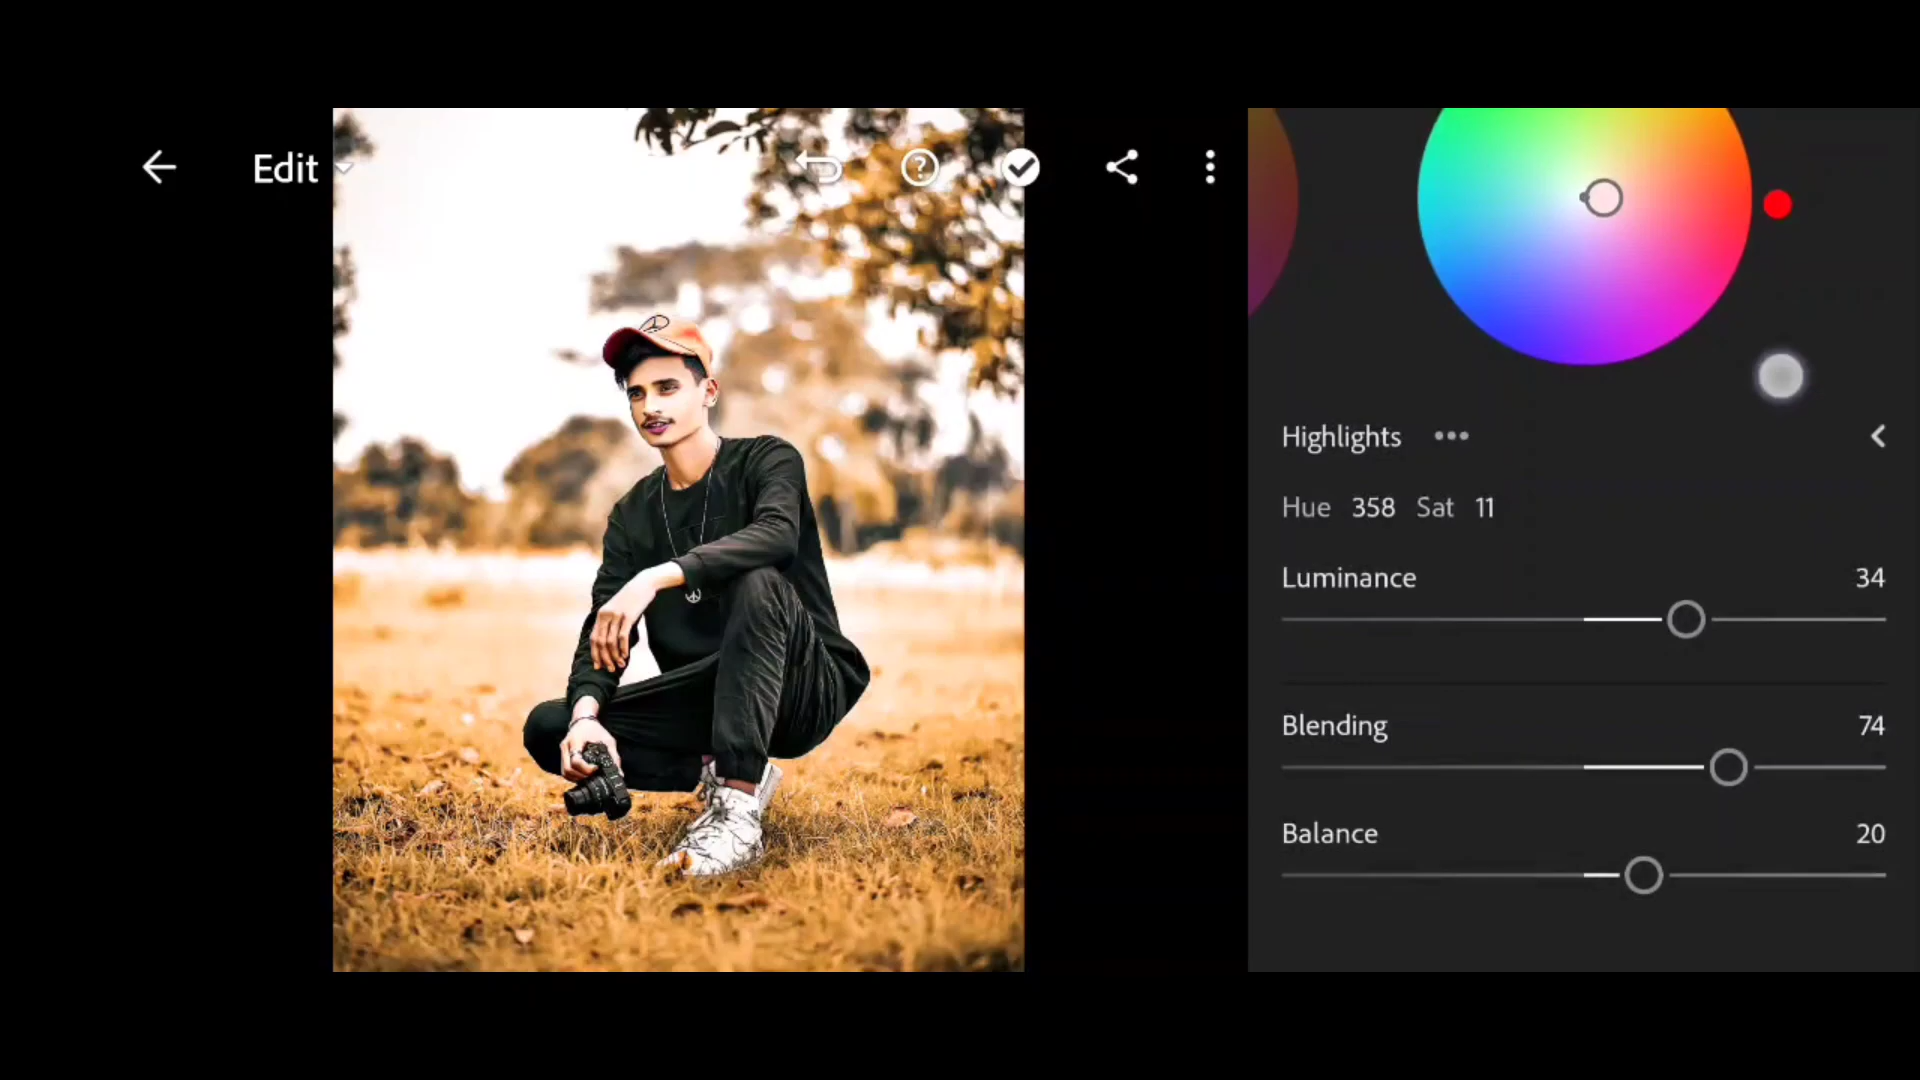 Edit
Highlights
Hue 358 Sat 11
Luminance 34
Blending 74
Balance 20